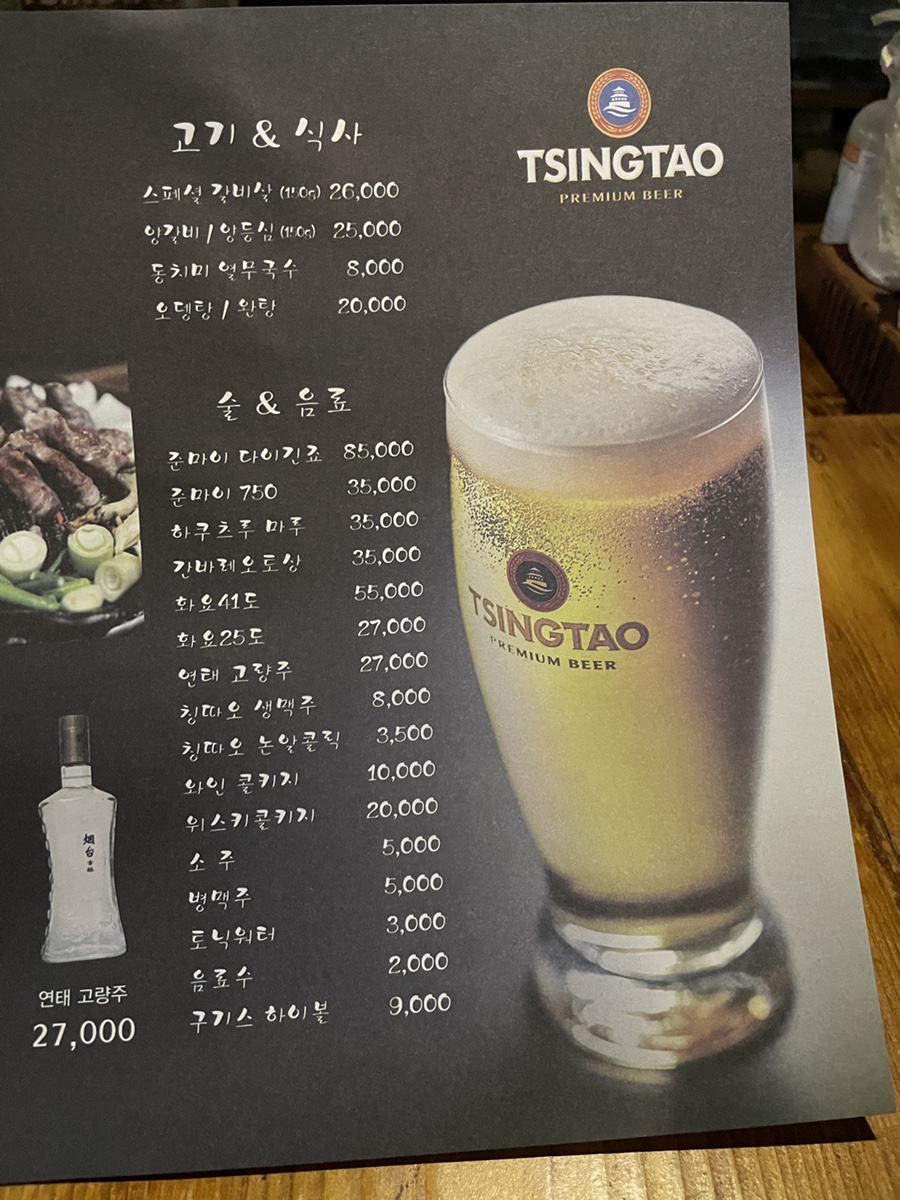 고기 & 식사
스페셜 갈비살 (150g) 26,000
양갈비 / 양등심 (150g) 25,000
동치미 열무국수 8,000
오뎅탕 / 완탕 20,000
술 & 음료
준마이 다이긴죠 85,000
준마이 750 35,000
하쿠츠루 마루 35,000
간바레오토상 35,000
화요41도 55,000
화요25도 27,000
연태 고량주 27,000
칭따오 생맥주 8,000
칭따오 논알콜릭 3,500
와인 콜키지 10,000
위스키콜키지 20,000
소 주 5,000
병맥주 5,000
토닉워터 3,000
음료수 2,000
구기스 하이볼 9,000
烟台
연태 고량주
27,000
TSINGTAO
PREMIUM BEER
TSINGTAO
PREMIUM BEER